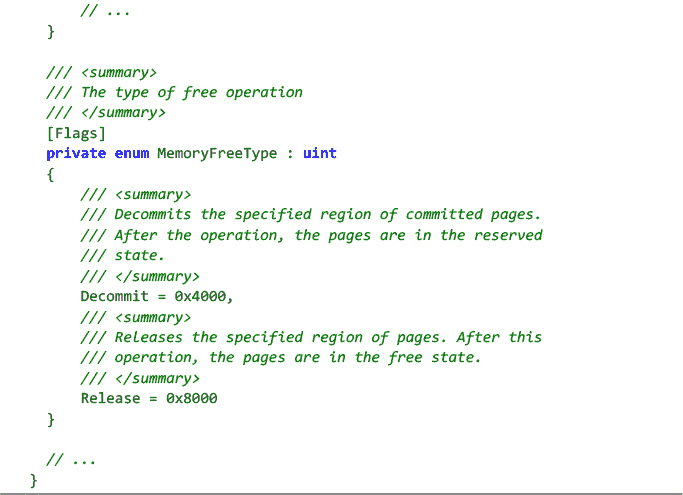 // ...
}
/// <summary>
/// The type of free operation
/// </summary>
[Flags]
private enum MemoryFreeType : uint
{
/// <summary>
/// Decommits the specified region of committed pages.
/// After the operation, the pages are in the reserved
/// state.
/// </summary>
Decommit = 0x4000,
/// <summary>
/// Releases the specified region of pages. After this
/// operation, the pages are in the free state.
/// </summary>
Release = 0x8000
}
// ...
}